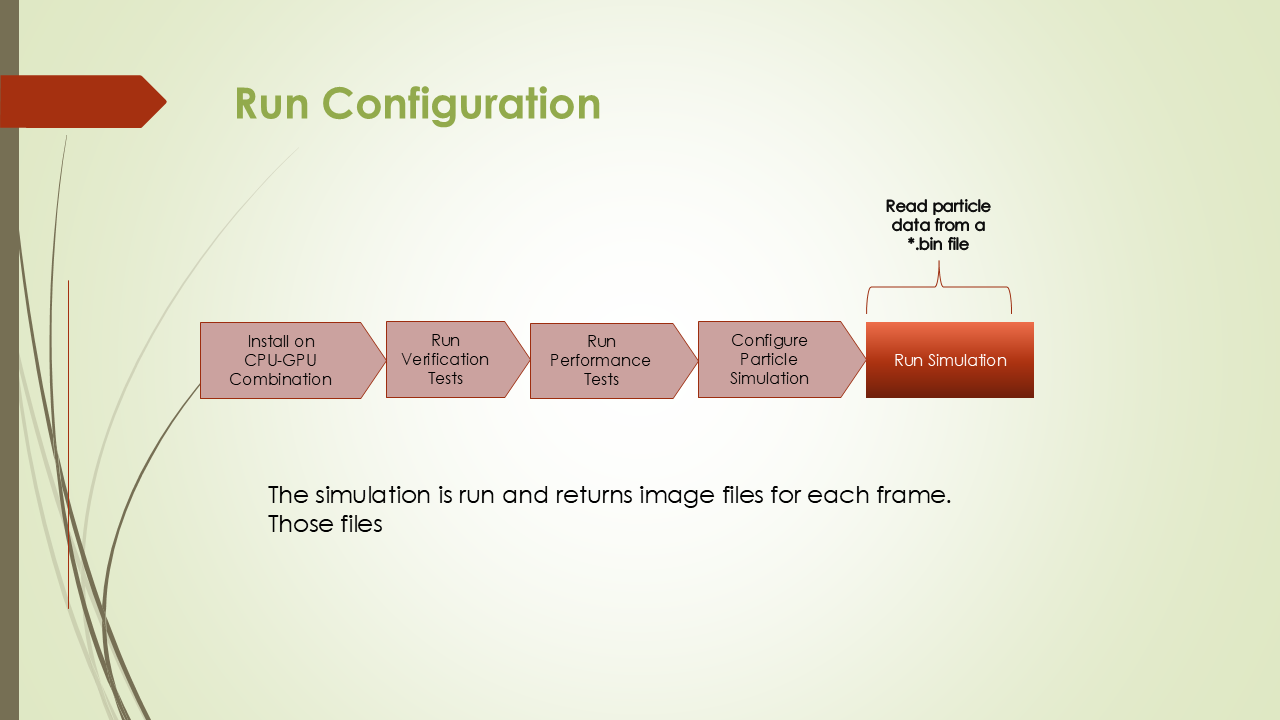 Run Configuration
Read particle
data from a
*.bin file
Install on
CPU-GPU
Combination
Run
Verification
Tests
Run
Performance
Tests
Configure
Particle
Simulation
Run Simulation
The simulation is run and returns image files for each frame.
Those files